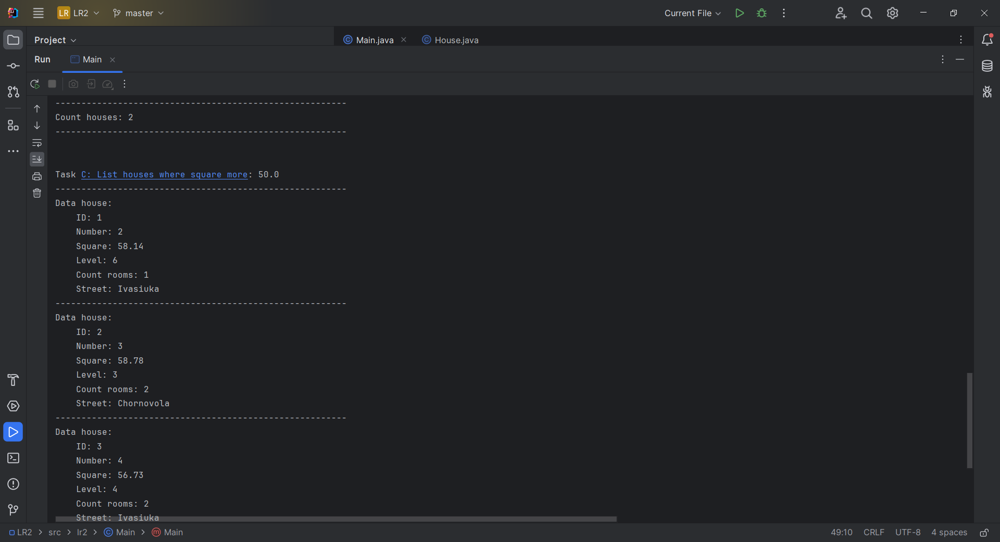 LR LR2 master Current File
Project Main.java House.java
Run Main
--------------------------------------------------------
Count houses: 2
--------------------------------------------------------
Task C: List houses where square more: 50.0
--------------------------------------------------------
Data house:
ID: 1
Number: 2
Square: 58.14
Level: 6
Count rooms: 1
Street: Ivasiuka
--------------------------------------------------------
Data house:
ID: 2
Number: 3
Square: 58.78
Level: 3
Count rooms: 2
Street: Chornovola
--------------------------------------------------------
Data house:
ID: 3
Number: 4
Square: 56.73
Level: 4
Count rooms: 2
Street: Ivasiuka
LR2 > src > lr2 > Main > Main 49:10 CRLF UTF-8 4 spaces